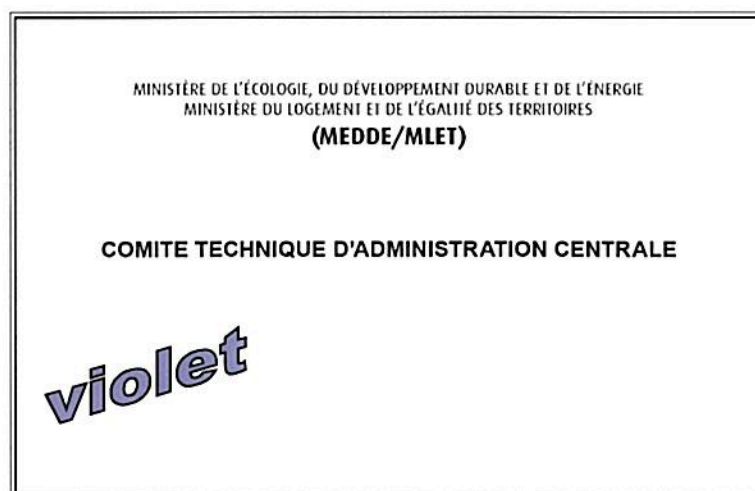 MINISTÈRE DE L'ÉCOLOGIE, DU DÉVELOPPEMENT DURABLE ET DE L'ÉNERGIE
MINISTÈRE DU LOGEMENT ET DE L'ÉGALITÉ DES TERRITOIRES
(MEDDE/MLET)
COMITE TECHNIQUE D'ADMINISTRATION CENTRALE
violet